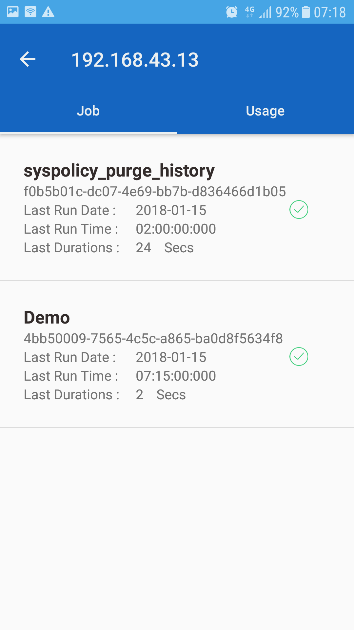 4G 92% 07:18
192.168.43.13
Job Usage
syspolicy_purge_history
f0b5b01c-dc07-4e69-bb7b-d836466d1b05
Last Run Date : 2018-01-15
Last Run Time : 02:00:00:000
Last Durations : 24 Secs
Demo
4bb50009-7565-4c5c-a865-ba0d8f5634f8
Last Run Date : 2018-01-15
Last Run Time : 07:15:00:000
Last Durations : 2 Secs